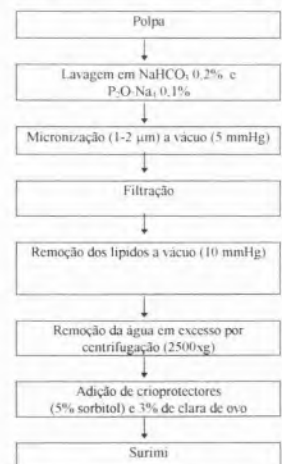 Polpa
Lavagem em NaHCO₃ 0,2% e
P₂O₇Na₄ 0,1%
Micronização (1-2 µm) a vácuo (5 mmHg)
Filtração
Remoção dos lípidos a vácuo (10 mmHg)
Remoção da água em excesso por
centrifugação (2500xg)
Adição de crioprotectores
(5% sorbitol) e 3% de clara de ovo
Surimi